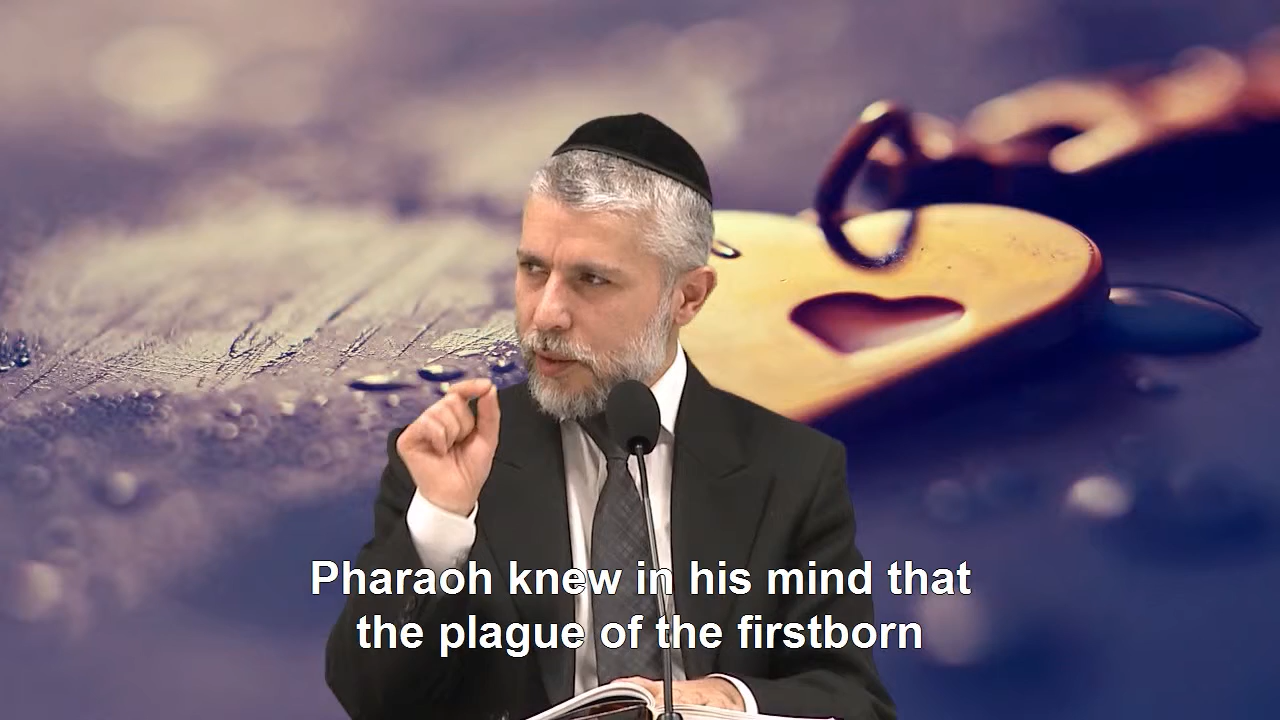 Pharaoh knew in his mind that
the plague of the firstborn